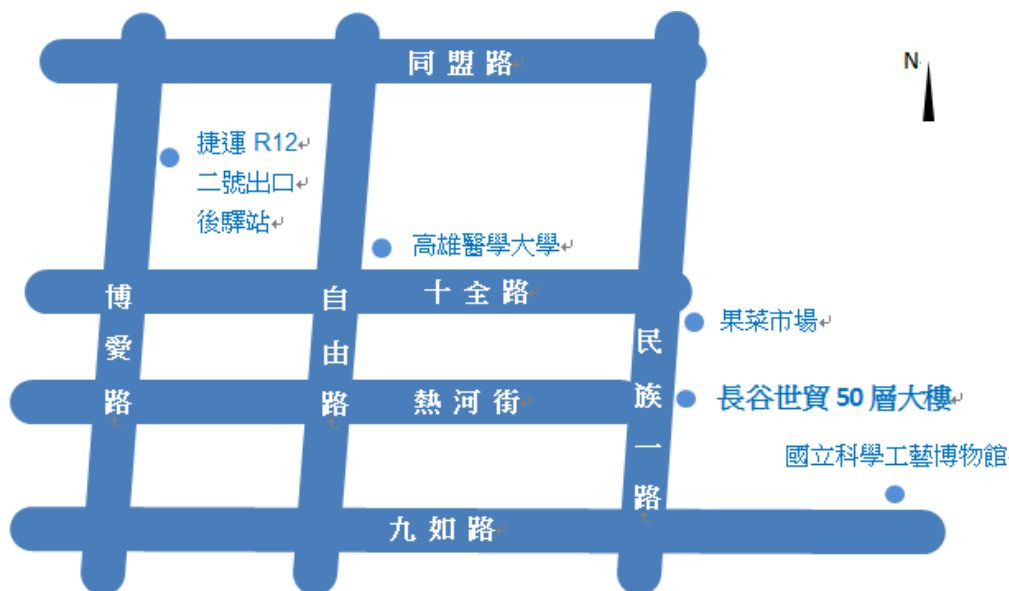 同盟路
N
捷運 R12
二號出口
後驛站
高雄醫學大學
十全路
博愛路
自由路
民族一路
果菜市場
熱河街
長谷世貿 50 層大樓
國立科學工藝博物館
九如路